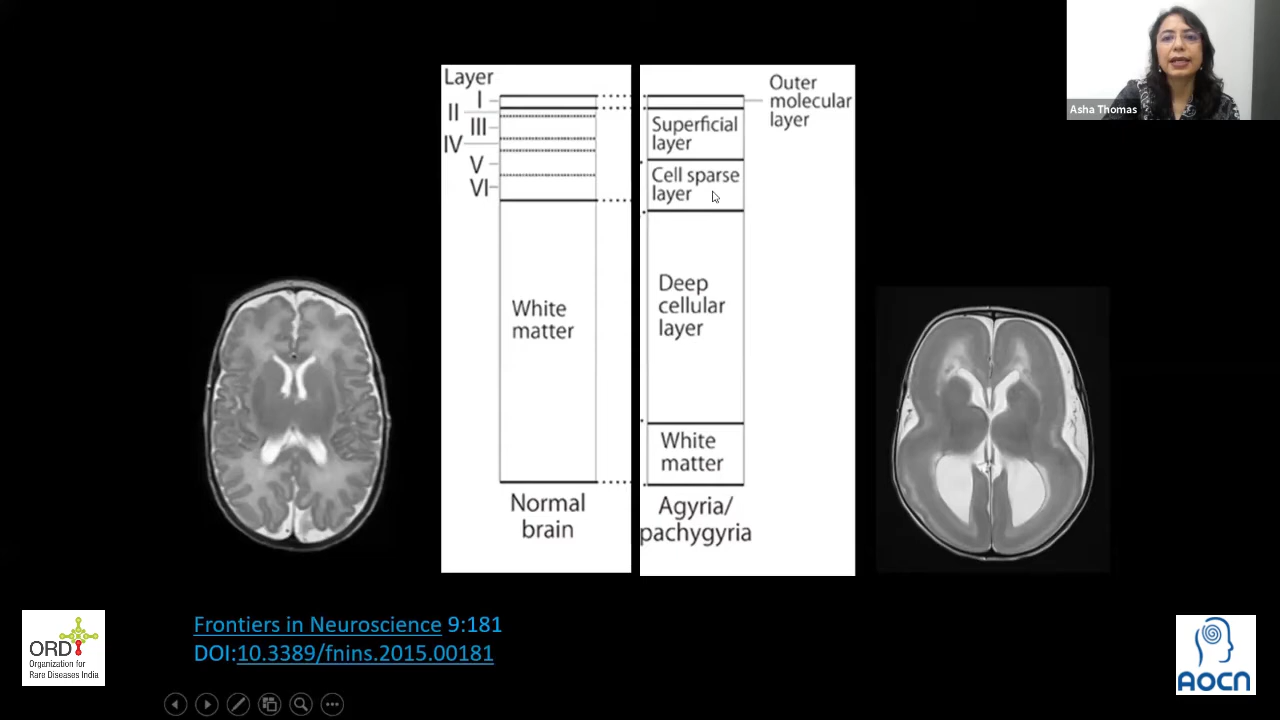 Asha Thomas
Layer
I
II
III
IV
V
VI
White
matter
Normal
brain
Outer
molecular
layer
Superficial
layer
Cell sparse
layer
Deep
cellular
layer
White
matter
Agyria/
pachygyria
Frontiers in Neuroscience 9:181
DOI:10.3389/fnins.2015.00181
ORDI
Organization for
Rare Diseases India
AOCN